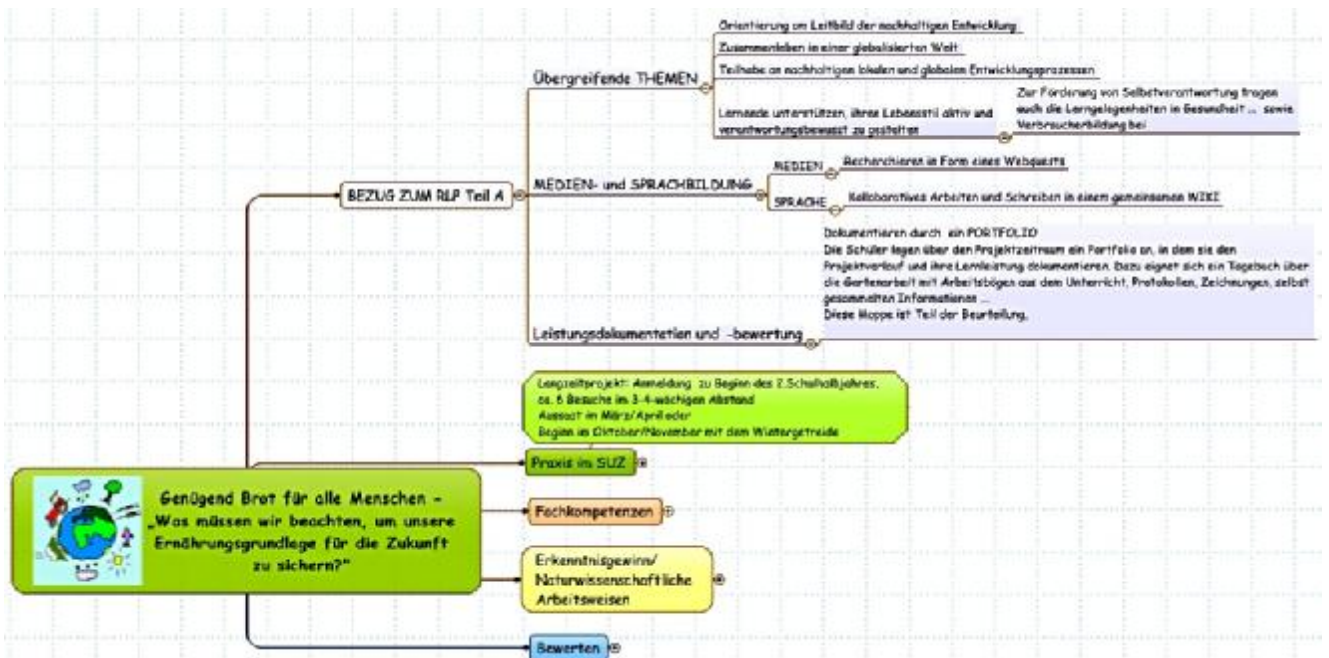 Orientierung am Leitbild der nachhaltigen Entwicklung
Zusammenleben in einer globalisierten Welt
Teilhabe an nachhaltigen lokalen und globalen Entwicklungsprozessen
Übergreifende THEMEN
Lernende unterstützen, ihren Lebensstil aktiv und
verantwortungsbewusst zu gestalten
Zur Förderung von Selbstverantwortung tragen
auch die Lerngelegenheiten in Gesundheit ... sowie
Verbraucherbildung bei
BEZUG ZUM RLP Teil A
MEDIEN- und SPRACHBILDUNG
MEDIEN
Recherchieren in Form eines Webquests
SPRACHE
Kollaboratives Arbeiten und Schreiben in einem gemeinsamen WIKI
Dokumentieren durch ein PORTFOLIO
Die Schüler legen über den Projektzeitraum ein Portfolio an, in dem sie den
Projektverlauf und ihre Lernleistung dokumentieren. Dazu eignet sich ein Tagebuch über
die Gartenarbeit mit Arbeitsbögen aus dem Unterricht, Protokollen, Zeichnungen, selbst
gesammelten Informationen ...
Diese Mappe ist Teil der Beurteilung.
Leistungsdokumentation und -bewertung
Langzeitprojekt: Anmeldung zu Beginn des 2.Schulhalbjahres,
ca. 6 Besuche im 3-4-wöchigen Abstand
Aussaat im März/April oder
Beginn im Oktober/November mit dem Wintergetreide
Praxis im SUZ
Genügend Brot für alle Menschen –
„Was müssen wir beachten, um unsere
Ernährungsgrundlage für die Zukunft
zu sichern?"
Fachkompetenzen
Erkenntnisgewinn/
Naturwissenschaftliche
Arbeitsweisen
Bewerten